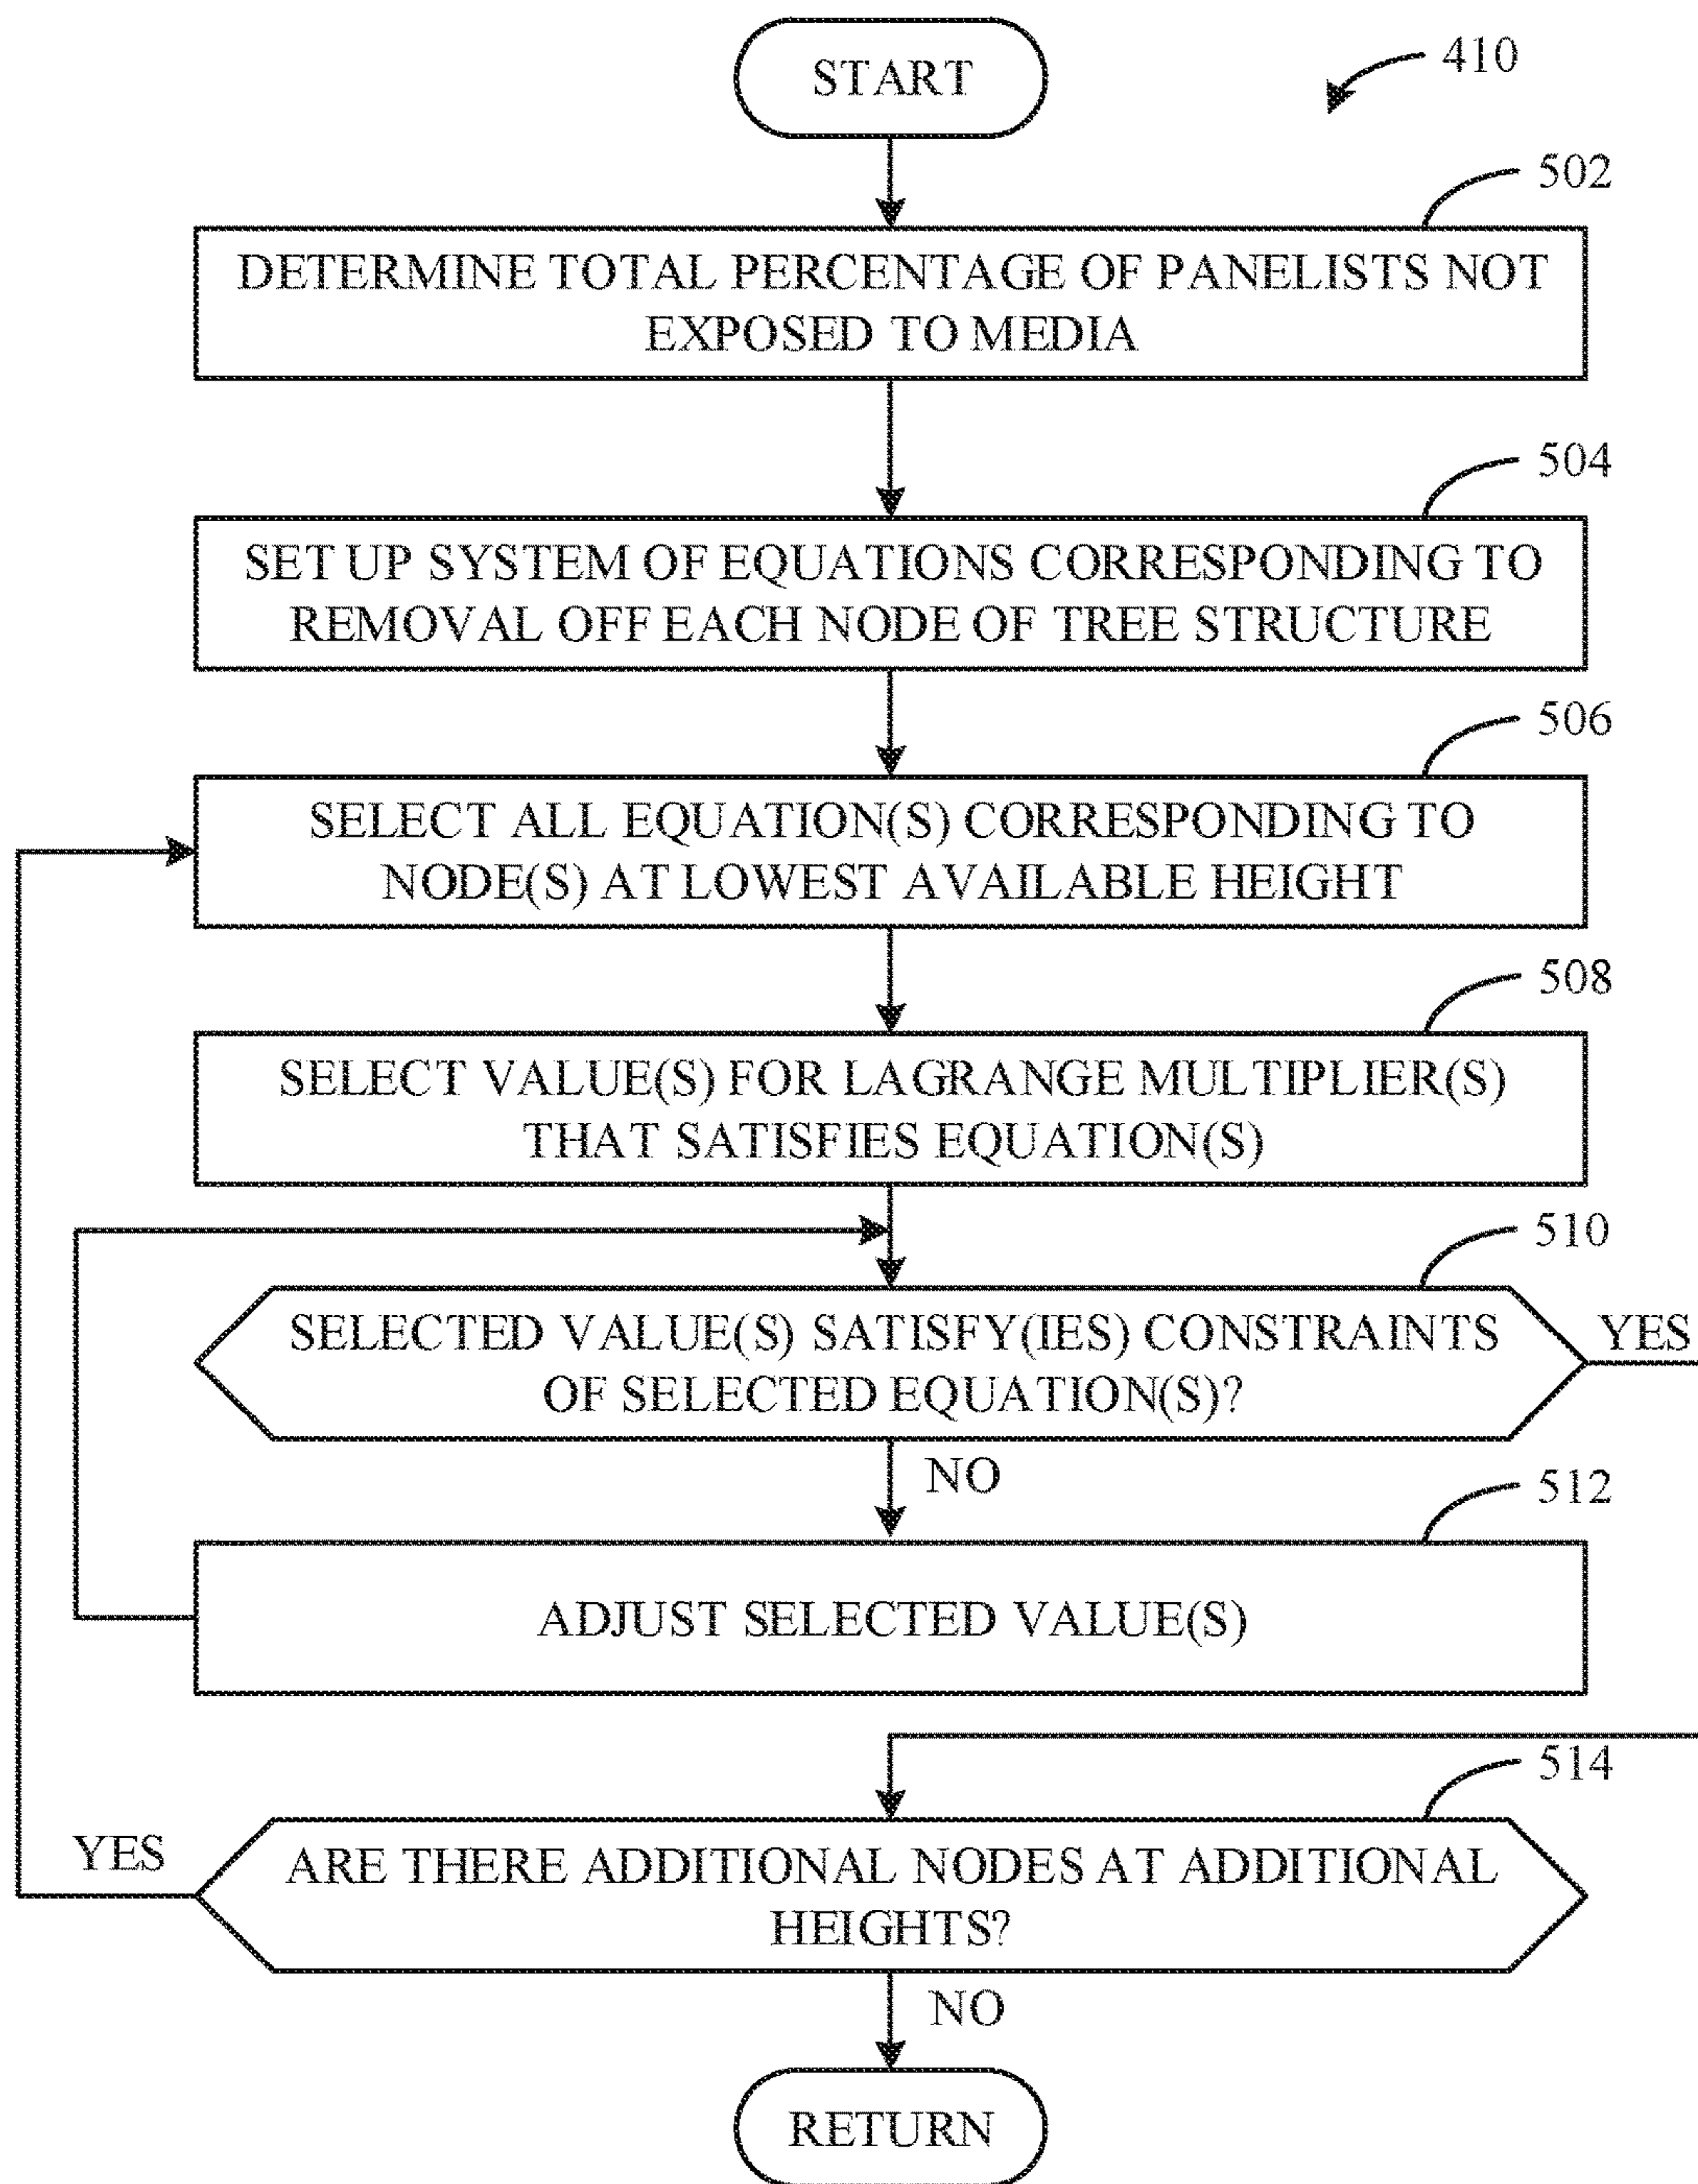 START
410
502
DETERMINE TOTAL PERCENTAGE OF PANELISTS NOT
EXPOSED TO MEDIA
504
SET UP SYSTEM OF EQUATIONS CORRESPONDING TO
REMOVAL OFF EACH NODE OF TREE STRUCTURE
506
SELECT ALL EQUATION(S) CORRESPONDING TO
NODE(S) AT LOWEST AVAILABLE HEIGHT
508
SELECT VALUE(S) FOR LAGRANGE MULTIPLIER(S)
THAT SATISFIES EQUATION(S)
510
SELECTED VALUE(S) SATISFY(IES) CONSTRAINTS
OF SELECTED EQUATION(S)?
YES
NO
512
ADJUST SELECTED VALUE(S)
514
YES
ARE THERE ADDITIONAL NODES AT ADDITIONAL
HEIGHTS?
NO
RETURN